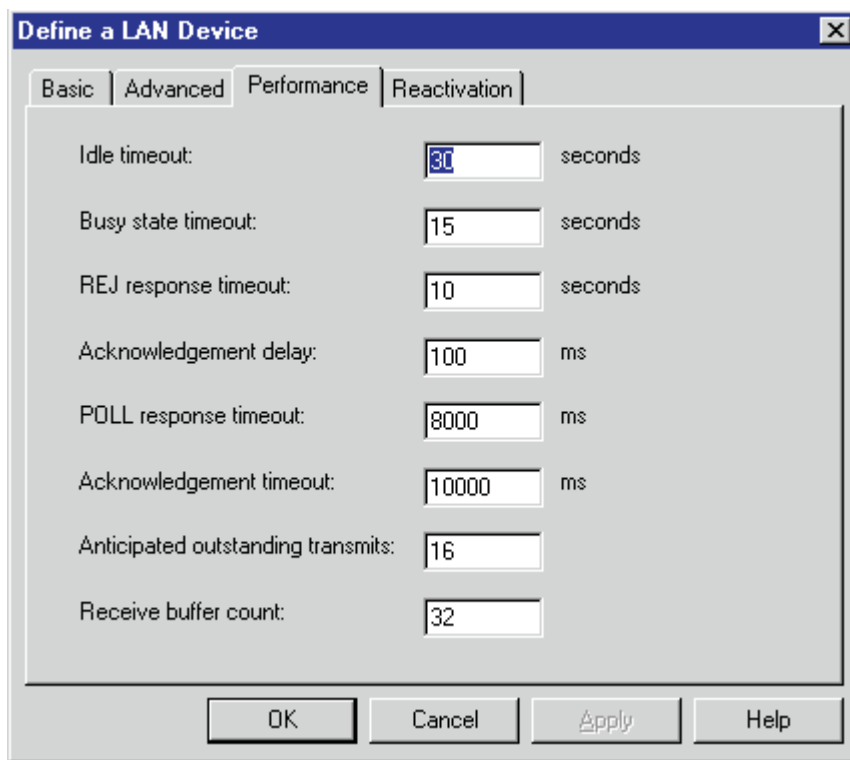 Define a LAN Device
Basic Advanced Performance Reactivation
Idle timeout: 30 seconds
Busy state timeout: 15 seconds
REJ response timeout: 10 seconds
Acknowledgement delay: 100 ms
POLL response timeout: 8000 ms
Acknowledgement timeout: 10000 ms
Anticipated outstanding transmits: 16
Receive buffer count: 32
OK Cancel Apply Help